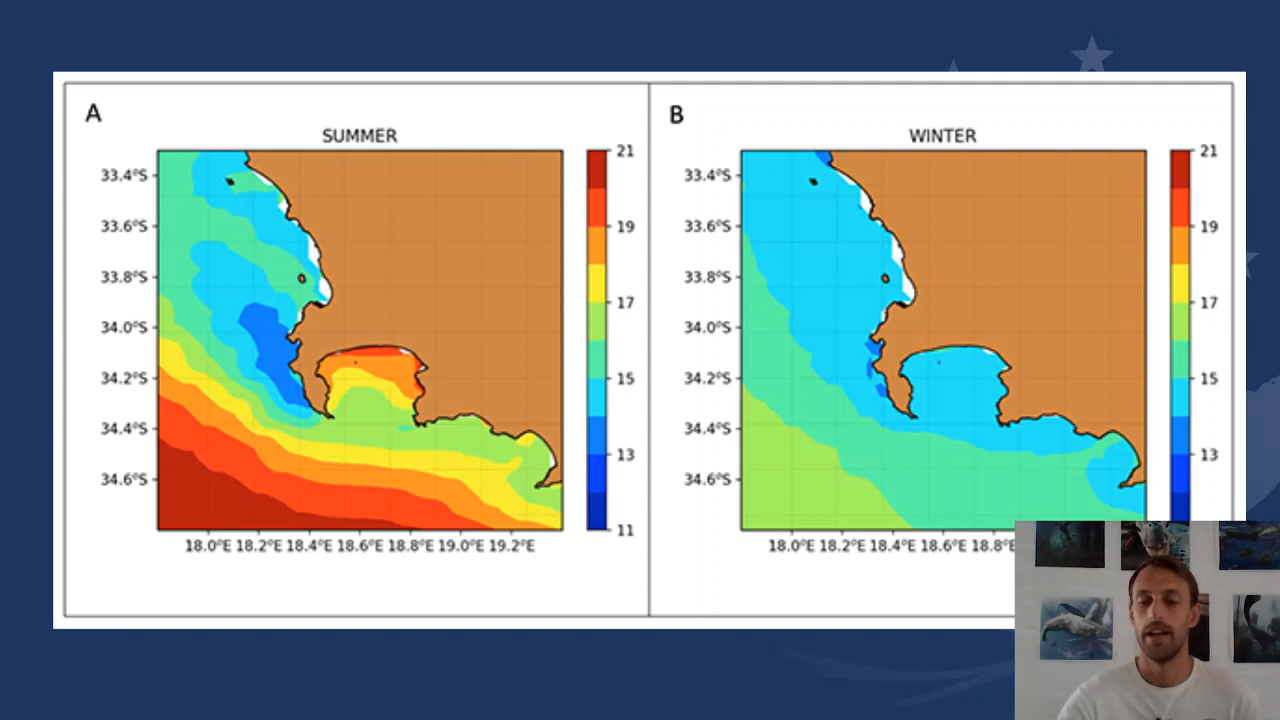 A
SUMMER
33.4°S
33.6°S
33.8°S
34.0°S
34.2°S
34.4°S
34.6°S
18.0°E 18.2°E 18.4°E 18.6°E 18.8°E 19.0°E 19.2°E
21
19
17
15
13
11
B
WINTER
33.4°S
33.6°S
33.8°S
34.0°S
34.2°S
34.4°S
34.6°S
18.0°E 18.2°E 18.4°E 18.6°E 18.8°
21
19
17
15
13